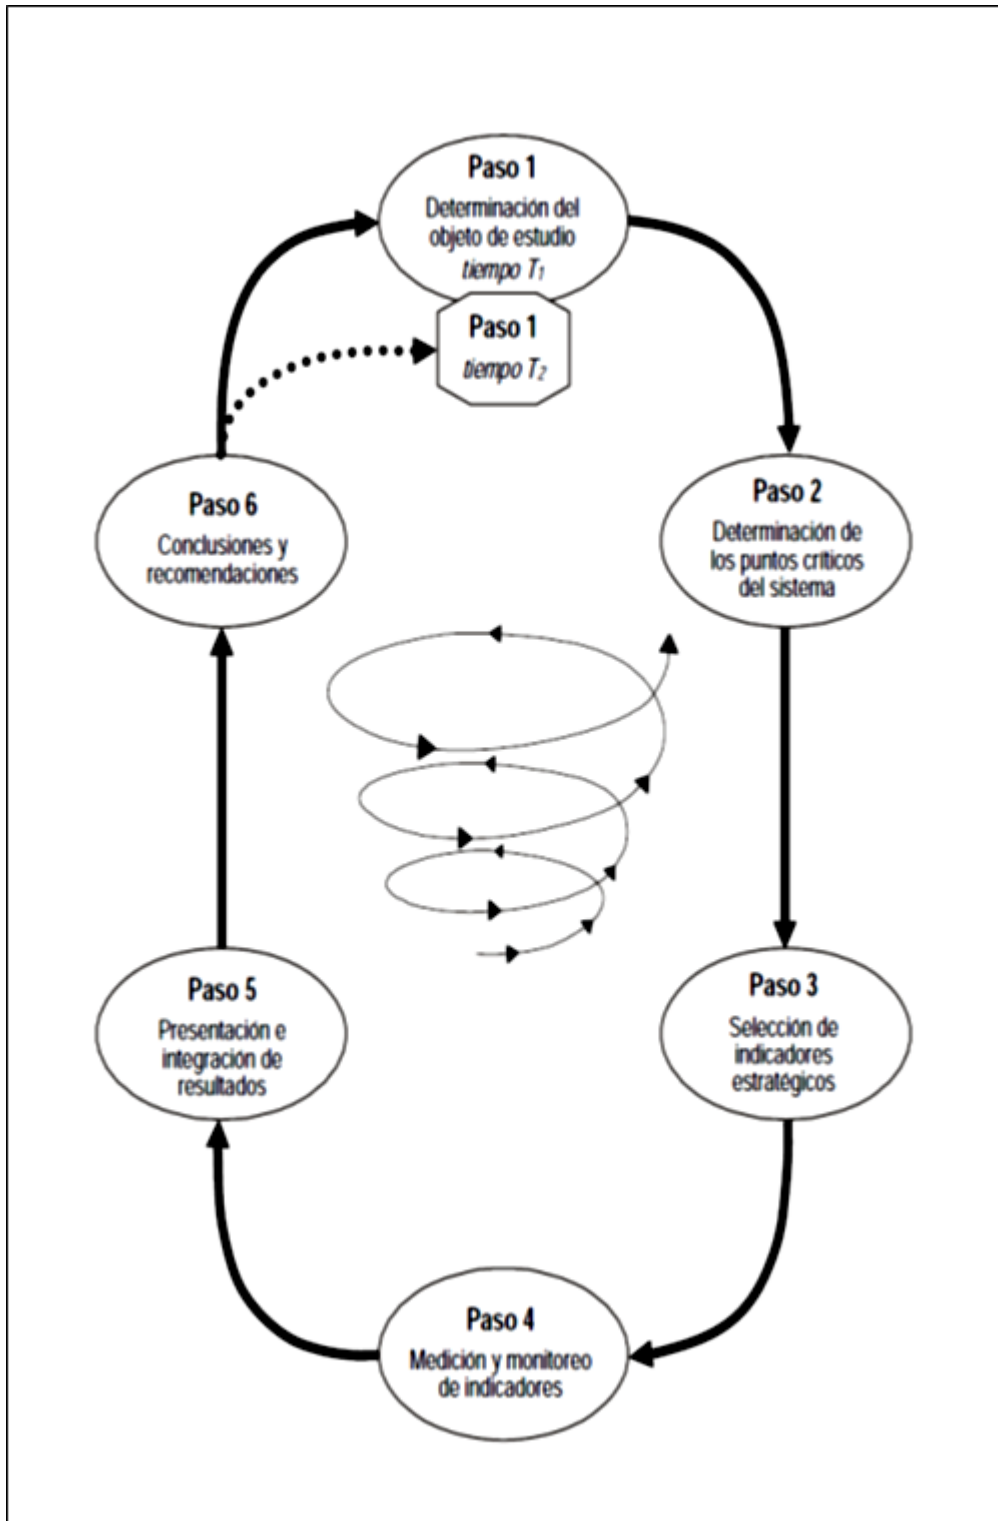 Paso 1
Determinación del
objeto de estudio
tiempo T1
Paso 1
tiempo T2
Paso 2
Determinación de
los puntos críticos
del sistema
Paso 3
Selección de
indicadores
estratégicos
Paso 4
Medición y monitoreo
de indicadores
Paso 5
Presentación e
integración de
resultados
Paso 6
Conclusiones y
recomendaciones